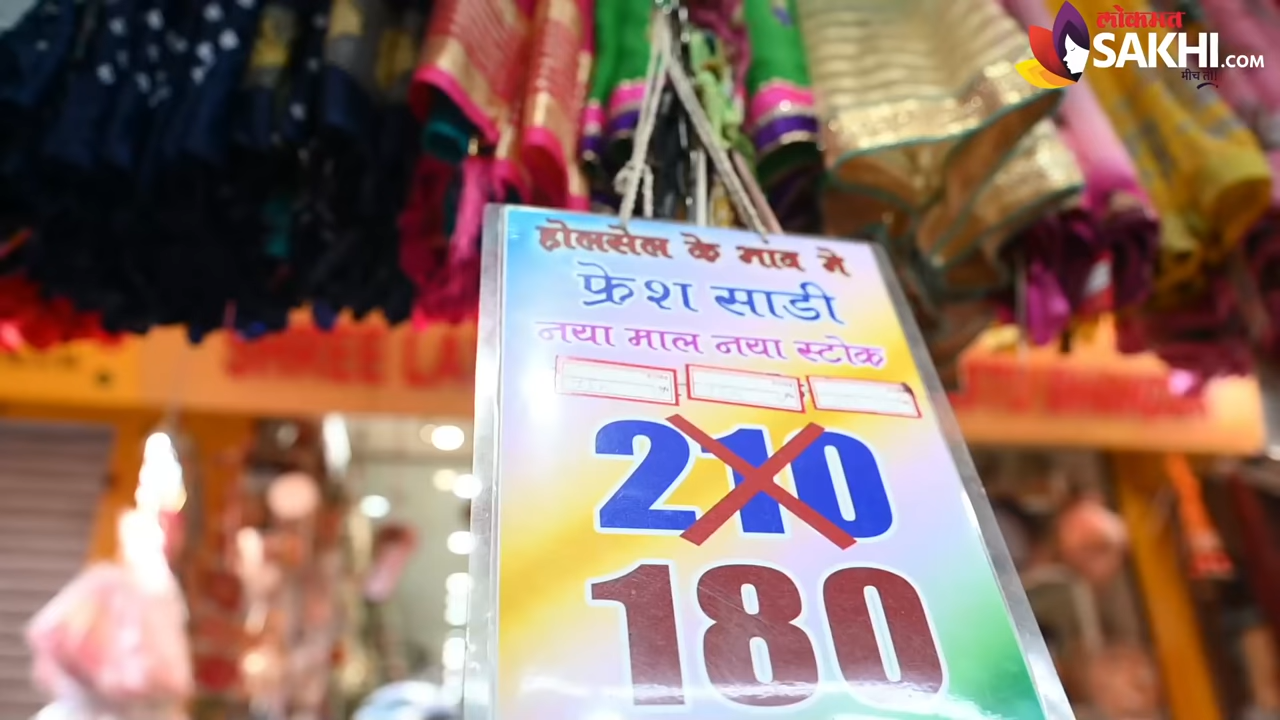 लोकमत
SAKHI.COM
मीच ती!
होलसेल के भाव मे
फ्रेश साडी
नया माल नया स्टोक
210
180